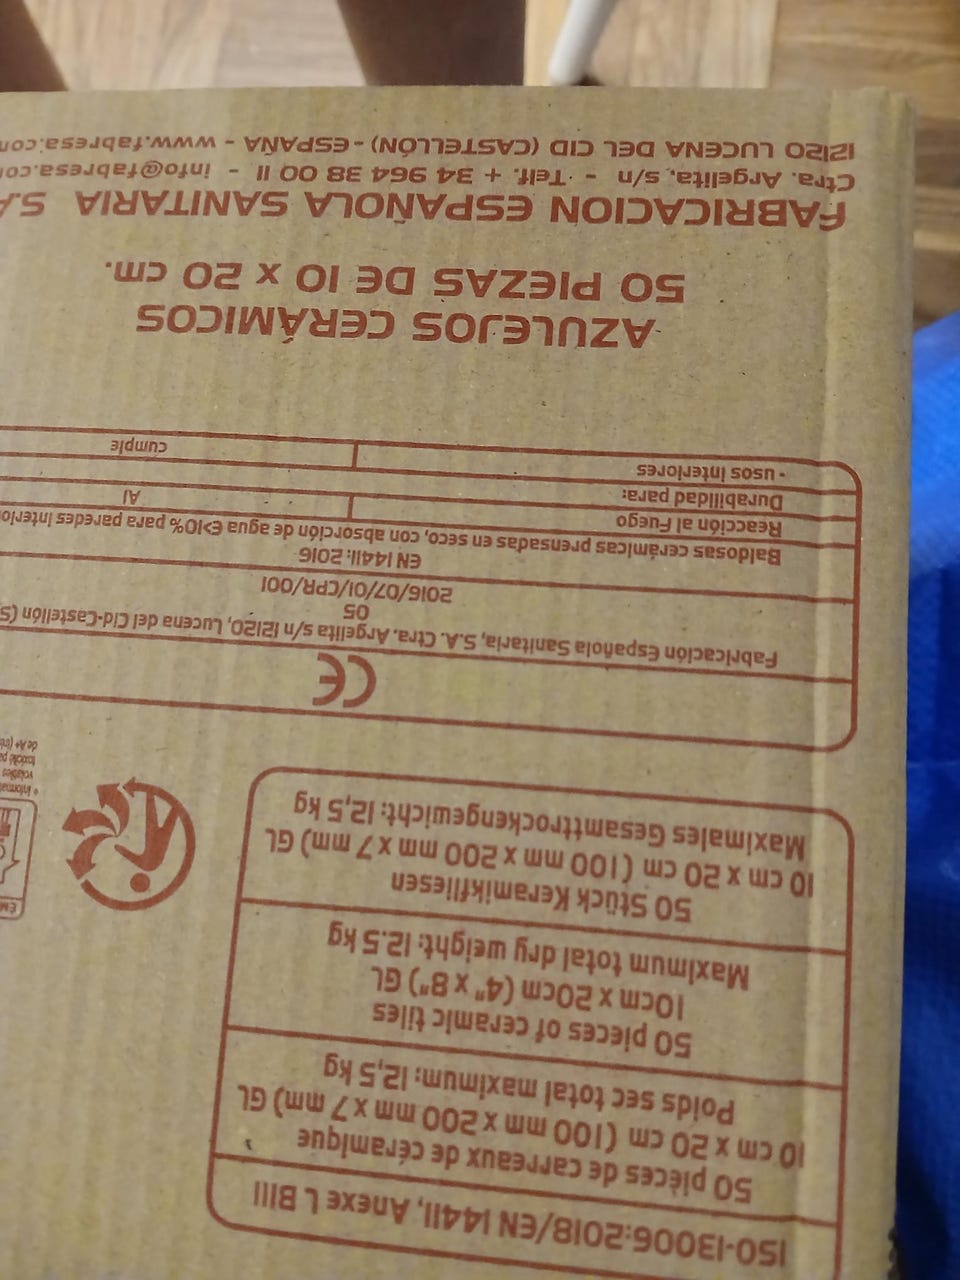 ISO-13006:2018/EN 14411, Anexe L BIII
50 pièces de carreaux de céramique
10 cm x 20 cm (100 mm x 200 mm x 7 mm) GL
Poids sec total maximum: 12,5 kg
50 pieces of ceramic tiles
10cm x 20cm (4" x 8") GL
Maximum total dry weight: 12.5 kg
50 Stück Keramikfliesen
10 cm x 20 cm (100 mm x 200 mm x 7 mm) GL
Maximales Gesamttrockengewicht: 12,5 kg
volatiles
de A+
CE
Fabricación Española Sanitaria, S.A. Ctra. Argelita s/n 12120, Lucena del Cid-Castellón
05
2016/07/01/CPR/001
EN 14411: 2016
Baldosas cerámicas prensadas en seco, con absorción de agua E>10% para paredes
Reacción al Fuego A1
Durabilidad para:
- usos interiores cumple
AZULEJOS CERÁMICOS
50 PIEZAS DE 10 x 20 cm.
FABRICACION ESPAÑOLA SANITARIA S.A
Ctra. Argelita, s/n - Telf. + 34 964 38 00 11 - info@fabresa.co
12120 LUCENA DEL CID (CASTELLÓN) - ESPAÑA - www.fabresa.com